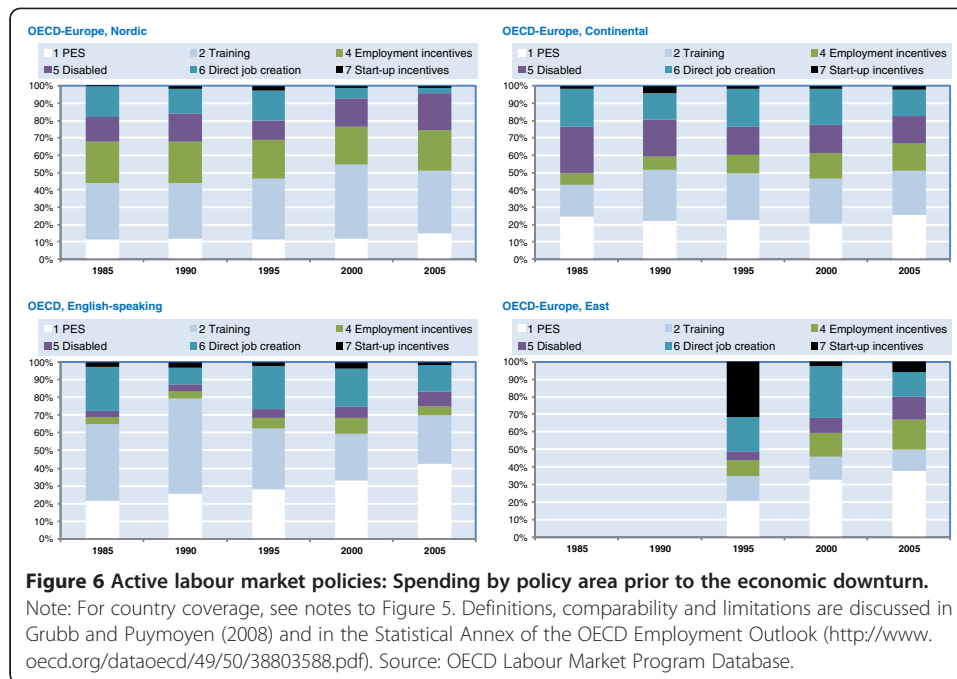 OECD-Europe, Nordic
1 PES 2 Training 4 Employment incentives
5 Disabled 6 Direct job creation 7 Start-up incentives
100%
90%
80%
70%
60%
50%
40%
30%
20%
10%
0%
1985 1990 1995 2000 2005
OECD-Europe, Continental
1 PES 2 Training 4 Employment incentives
5 Disabled 6 Direct job creation 7 Start-up incentives
100%
90%
80%
70%
60%
50%
40%
30%
20%
10%
0%
1985 1990 1995 2000 2005
OECD, English-speaking
1 PES 2 Training 4 Employment incentives
5 Disabled 6 Direct job creation 7 Start-up incentives
100%
90%
80%
70%
60%
50%
40%
30%
20%
10%
0%
1985 1990 1995 2000 2005
OECD-Europe, East
1 PES 2 Training 4 Employment incentives
5 Disabled 6 Direct job creation 7 Start-up incentives
100%
90%
80%
70%
60%
50%
40%
30%
20%
10%
0%
1985 1990 1995 2000 2005
Figure 6 Active labour market policies: Spending by policy area prior to the economic downturn.
Note: For country coverage, see notes to Figure 5. Definitions, comparability and limitations are discussed in
Grubb and Puymoyen (2008) and in the Statistical Annex of the OECD Employment Outlook (http://www.
oecd.org/dataoecd/49/50/38803588.pdf). Source: OECD Labour Market Program Database.